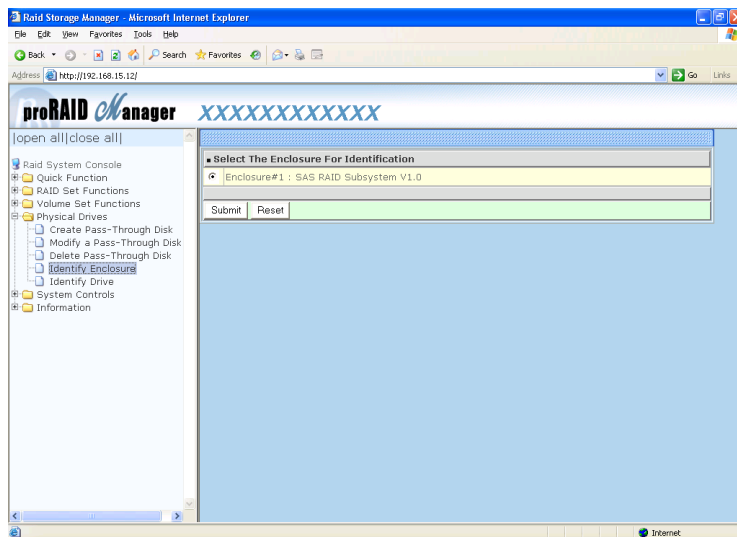 Raid Storage Manager - Microsoft Internet Explorer
File Edit View Favorites Tools Help
Back Search Favorites
Address http://192.168.15.12/ Go Links
proRAID Manager XXXXXXXXXXXX
|open all|close all|
Raid System Console
Quick Function
RAID Set Functions
Volume Set Functions
Physical Drives
Create Pass-Through Disk
Modify a Pass-Through Disk
Delete Pass-Through Disk
Identify Enclosure
Identify Drive
System Controls
Information
Select The Enclosure For Identification
Enclosure#1 : SAS RAID Subsystem V1.0
Submit Reset
Internet